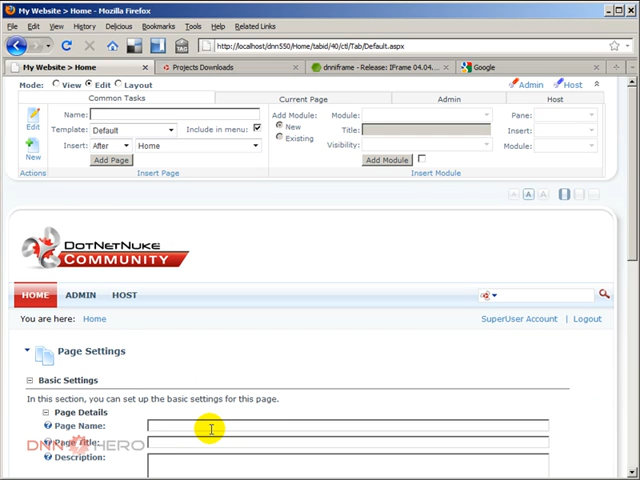 My Website > Home - Mozilla Firefox
File Edit View History Delicious Bookmarks Tools Help Related Links
http://localhost/dnn550/Home/tabid/40/ctl/Tab/Default.aspx
My Website > Home Projects Downloads dnniframe - Release: IFrame 04.04.... Google
Mode: View Edit Layout Admin Host
Common Tasks Current Page Admin Host
Name: Add Module: Module: Pane:
Edit Template: Default Include in menu: New Title: Insert:
Existing
New Insert: After Home Visibility: Module:
Add Page Add Module
Actions Insert Page Insert Module
A A A
DOTNETNUKE
COMMUNITY
HOME ADMIN HOST
You are here: Home SuperUser Account | Logout
Page Settings
Basic Settings
In this section, you can set up the basic settings for this page.
Page Details
Page Name:
Page Title:
DNN HERO
Description: